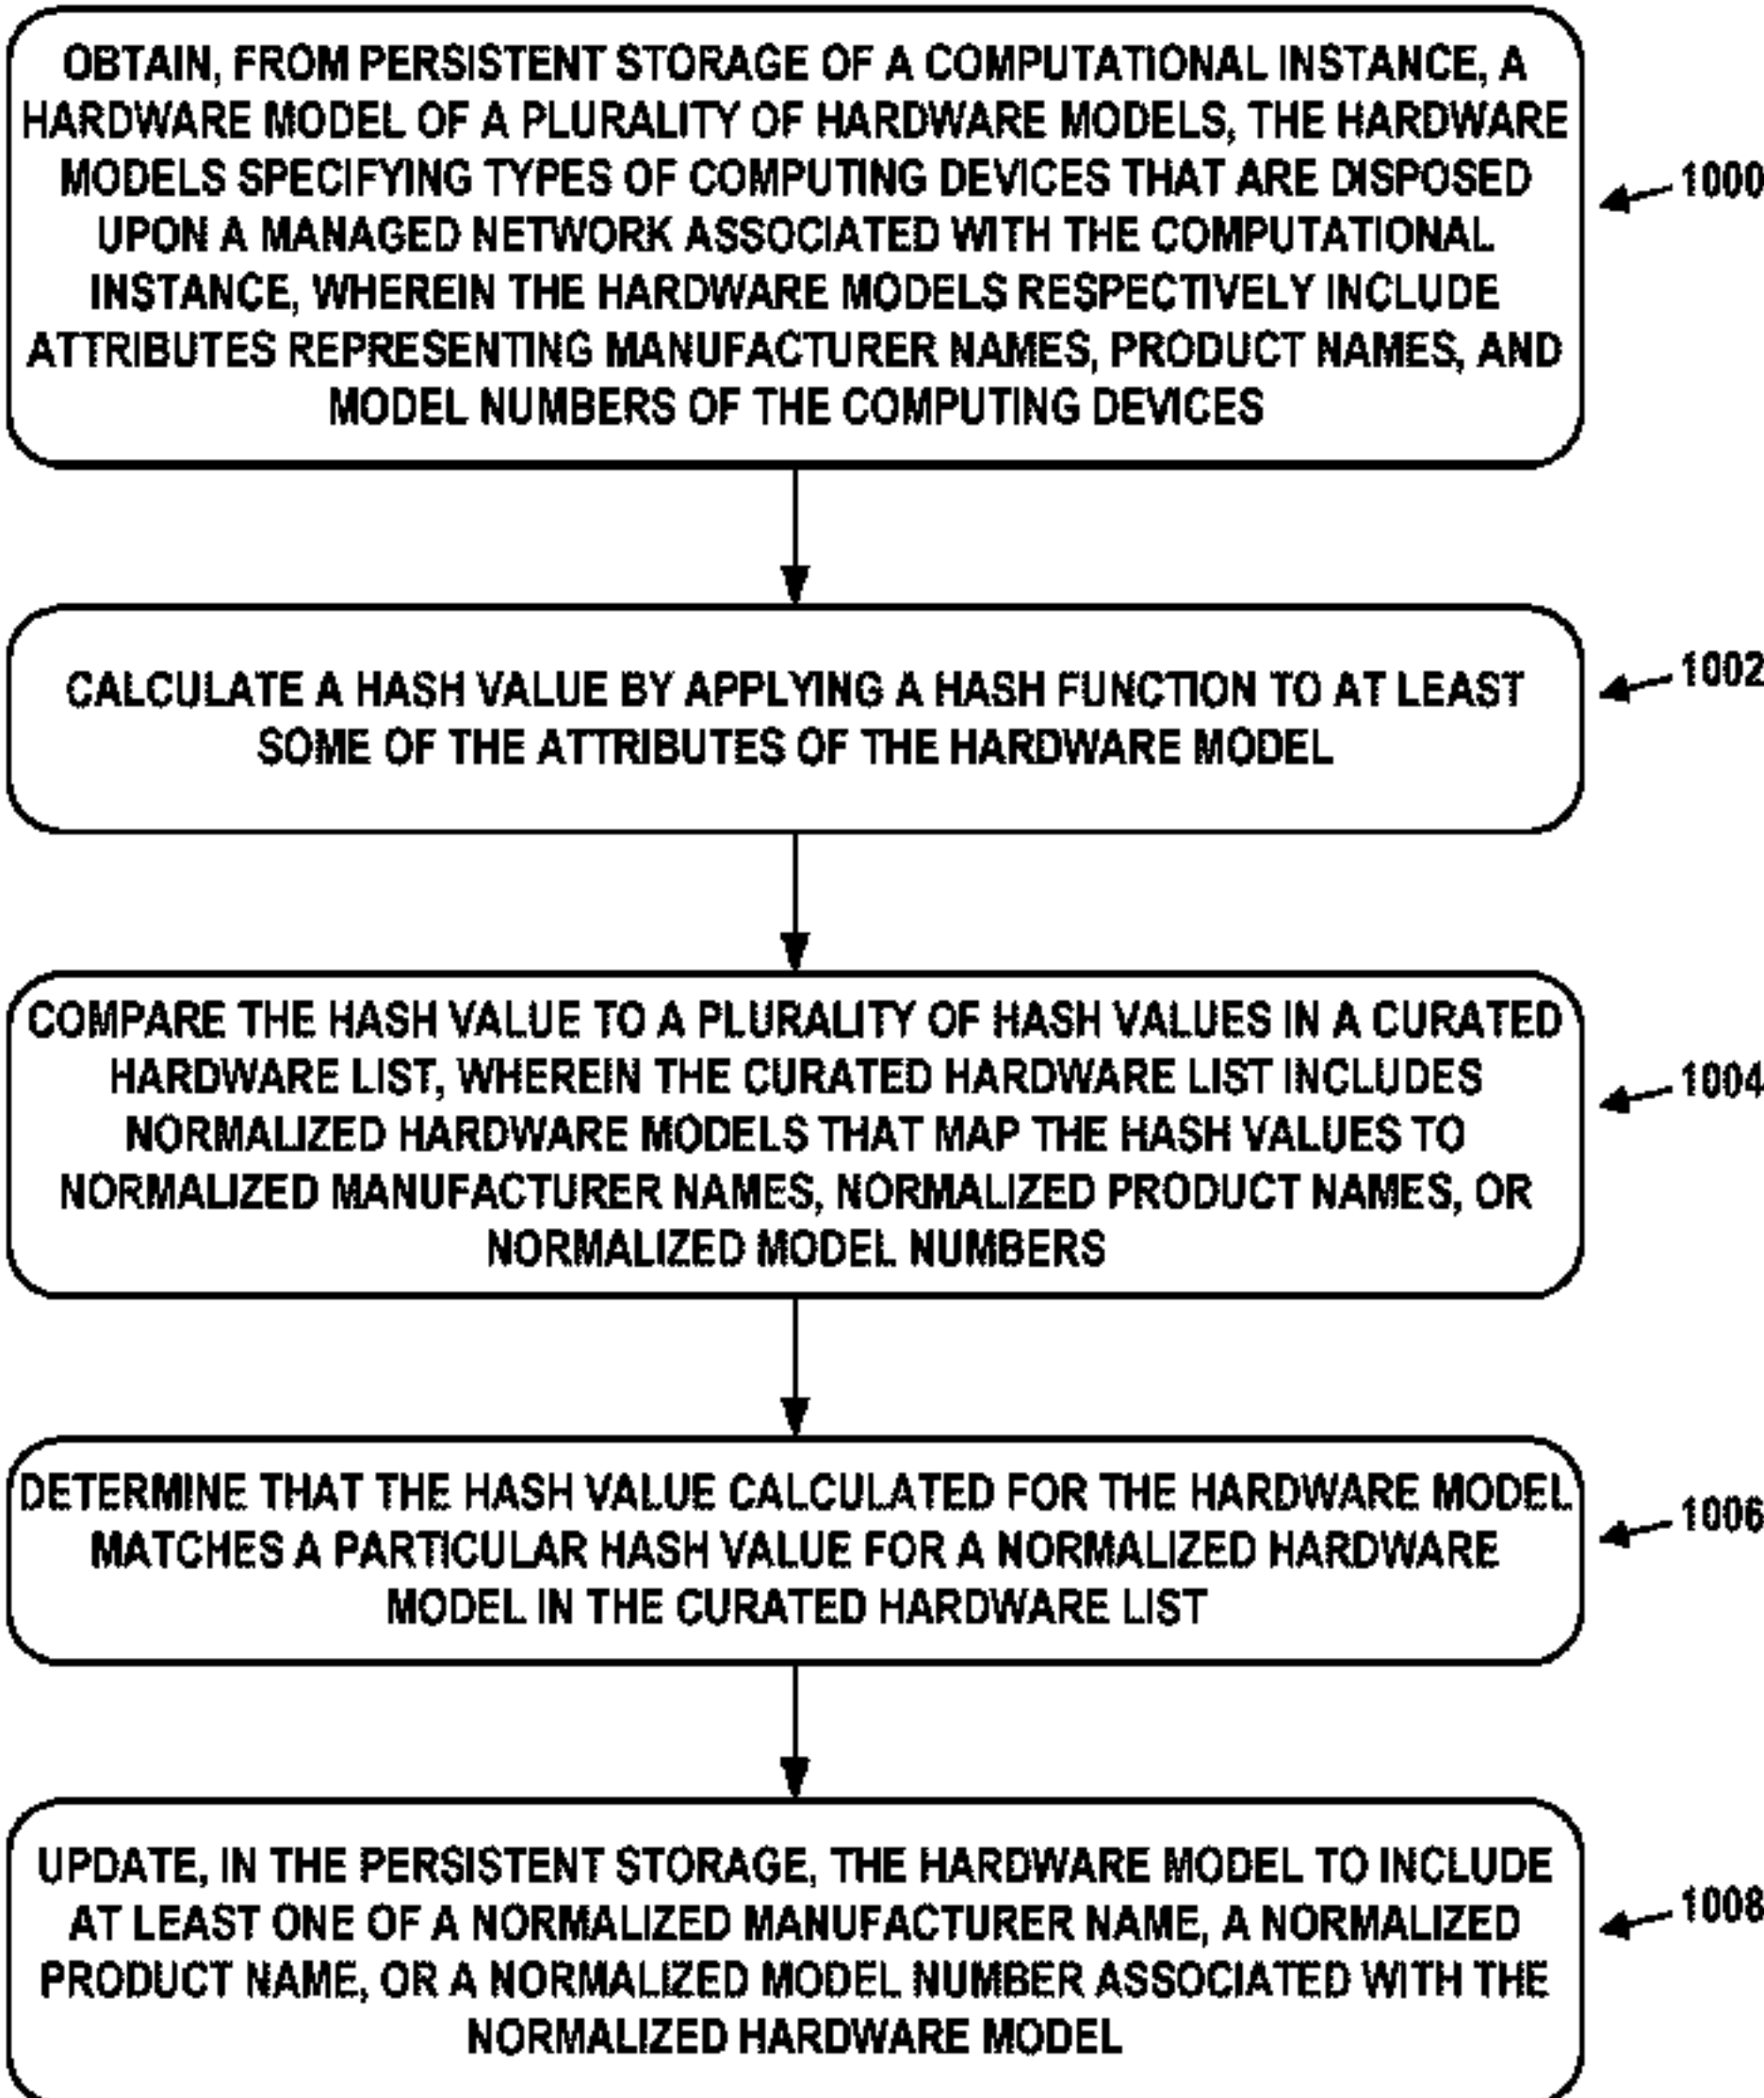 OBTAIN, FROM PERSISTENT STORAGE OF A COMPUTATIONAL INSTANCE, A
HARDWARE MODEL OF A PLURALITY OF HARDWARE MODELS, THE HARDWARE
MODELS SPECIFYING TYPES OF COMPUTING DEVICES THAT ARE DISPOSED
UPON A MANAGED NETWORK ASSOCIATED WITH THE COMPUTATIONAL
INSTANCE, WHEREIN THE HARDWARE MODELS RESPECTIVELY INCLUDE
ATTRIBUTES REPRESENTING MANUFACTURER NAMES, PRODUCT NAMES, AND
MODEL NUMBERS OF THE COMPUTING DEVICES
1000
CALCULATE A HASH VALUE BY APPLYING A HASH FUNCTION TO AT LEAST
SOME OF THE ATTRIBUTES OF THE HARDWARE MODEL
1002
COMPARE THE HASH VALUE TO A PLURALITY OF HASH VALUES IN A CURATED
HARDWARE LIST, WHEREIN THE CURATED HARDWARE LIST INCLUDES
NORMALIZED HARDWARE MODELS THAT MAP THE HASH VALUES TO
NORMALIZED MANUFACTURER NAMES, NORMALIZED PRODUCT NAMES, OR
NORMALIZED MODEL NUMBERS
1004
DETERMINE THAT THE HASH VALUE CALCULATED FOR THE HARDWARE MODEL
MATCHES A PARTICULAR HASH VALUE FOR A NORMALIZED HARDWARE
MODEL IN THE CURATED HARDWARE LIST
1006
UPDATE, IN THE PERSISTENT STORAGE, THE HARDWARE MODEL TO INCLUDE
AT LEAST ONE OF A NORMALIZED MANUFACTURER NAME, A NORMALIZED
PRODUCT NAME, OR A NORMALIZED MODEL NUMBER ASSOCIATED WITH THE
NORMALIZED HARDWARE MODEL
1008